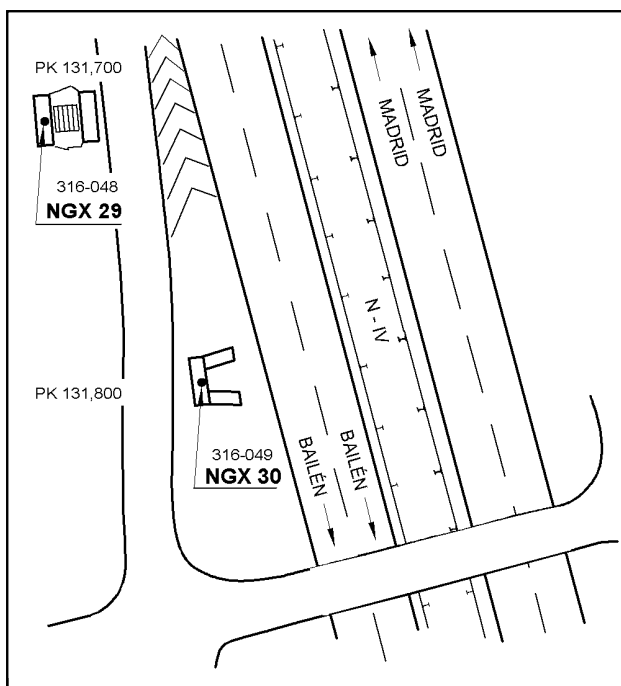 PK 131,700
316-048
NGX 29
MADRID
MADRID
N - IV
PK 131,800
316-049
NGX 30
BAILÉN
BAILÉN